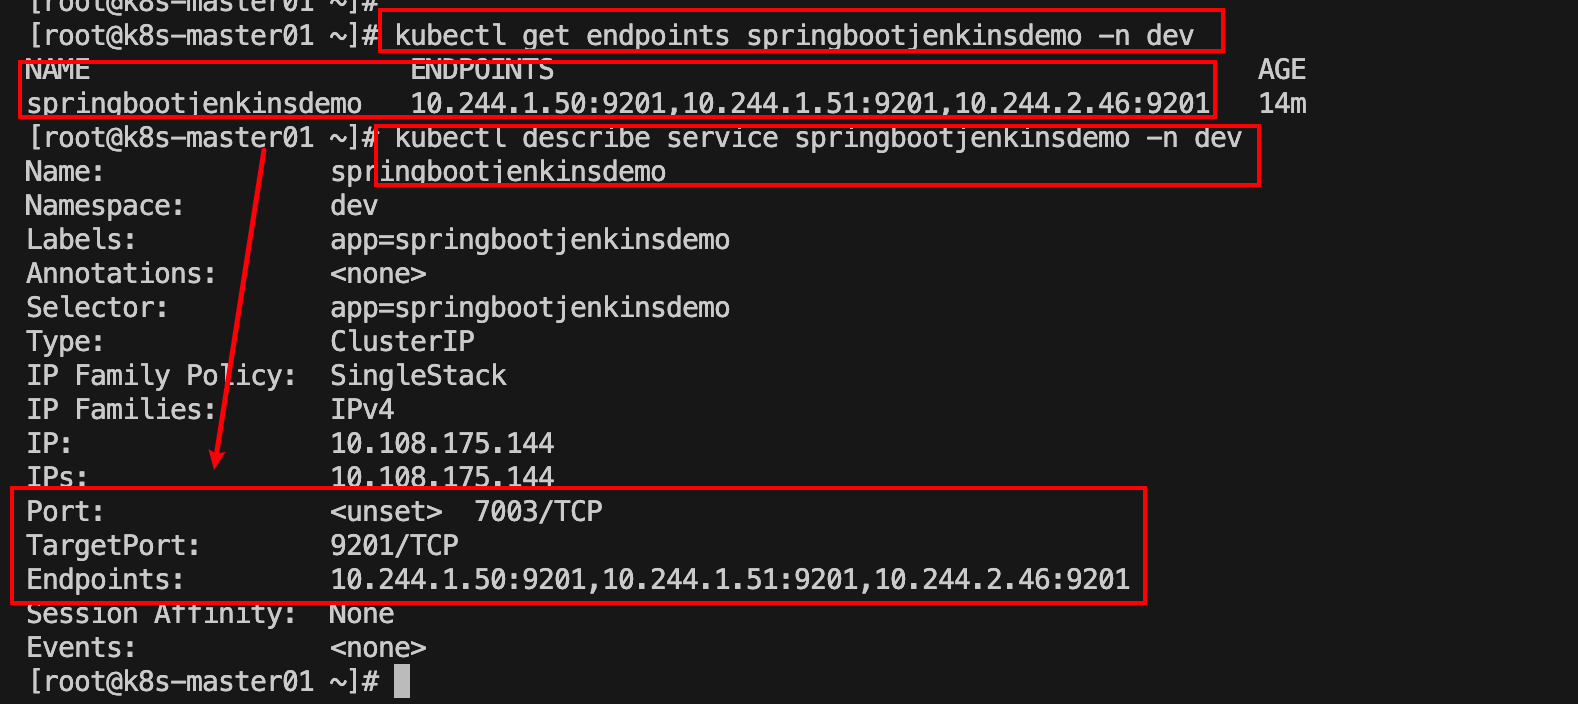 [root@k8s-master01 ~]#
[root@k8s-master01 ~]# kubectl get endpoints springbootjenkinsdemo -n dev
NAME ENDPOINTS AGE
springbootjenkinsdemo 10.244.1.50:9201,10.244.1.51:9201,10.244.2.46:9201 14m
[root@k8s-master01 ~]# kubectl describe service springbootjenkinsdemo -n dev
Name: springbootjenkinsdemo
Namespace: dev
Labels: app=springbootjenkinsdemo
Annotations: <none>
Selector: app=springbootjenkinsdemo
Type: ClusterIP
IP Family Policy: SingleStack
IP Families: IPv4
IP: 10.108.175.144
IPs: 10.108.175.144
Port: <unset> 7003/TCP
TargetPort: 9201/TCP
Endpoints: 10.244.1.50:9201,10.244.1.51:9201,10.244.2.46:9201
Session Affinity: None
Events: <none>
[root@k8s-master01 ~]#